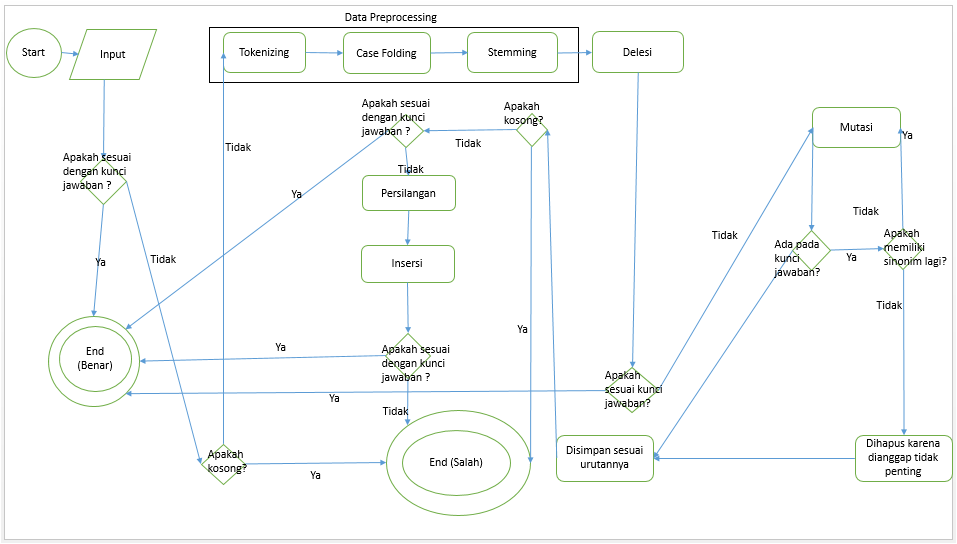 Data Preprocessing
Start
Input
Tokenizing
Case Folding
Stemming
Delesi
Apakah sesuai
dengan kunci
jawaban ?
Apakah
kosong?
Mutasi
Ya
Tidak
Tidak
Apakah sesuai
dengan kunci
jawaban ?
Tidak
Persilangan
Ya
Tidak
Tidak
Apakah
memiliki
sinonim lagi?
Ada pada
kunci
jawaban?
Ya
Ya
Tidak
Insersi
Tidak
Ya
End
(Benar)
Ya
Apakah sesuai
dengan kunci
jawaban ?
Apakah
sesuai kunci
jawaban?
Ya
Tidak
Apakah
kosong?
Ya
End (Salah)
Disimpan sesuai
urutannya
Dihapus karena
dianggap tidak
penting